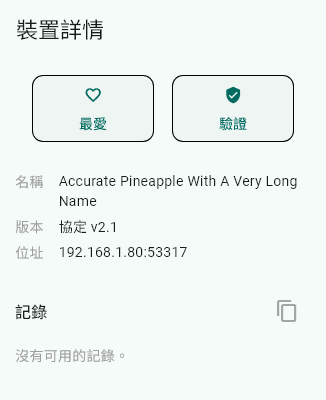 裝置詳情
最愛
驗證
名稱 Accurate Pineapple With A Very Long
Name
版本 協定 v2.1
位址 192.168.1.80:53317
記錄
沒有可用的記錄。